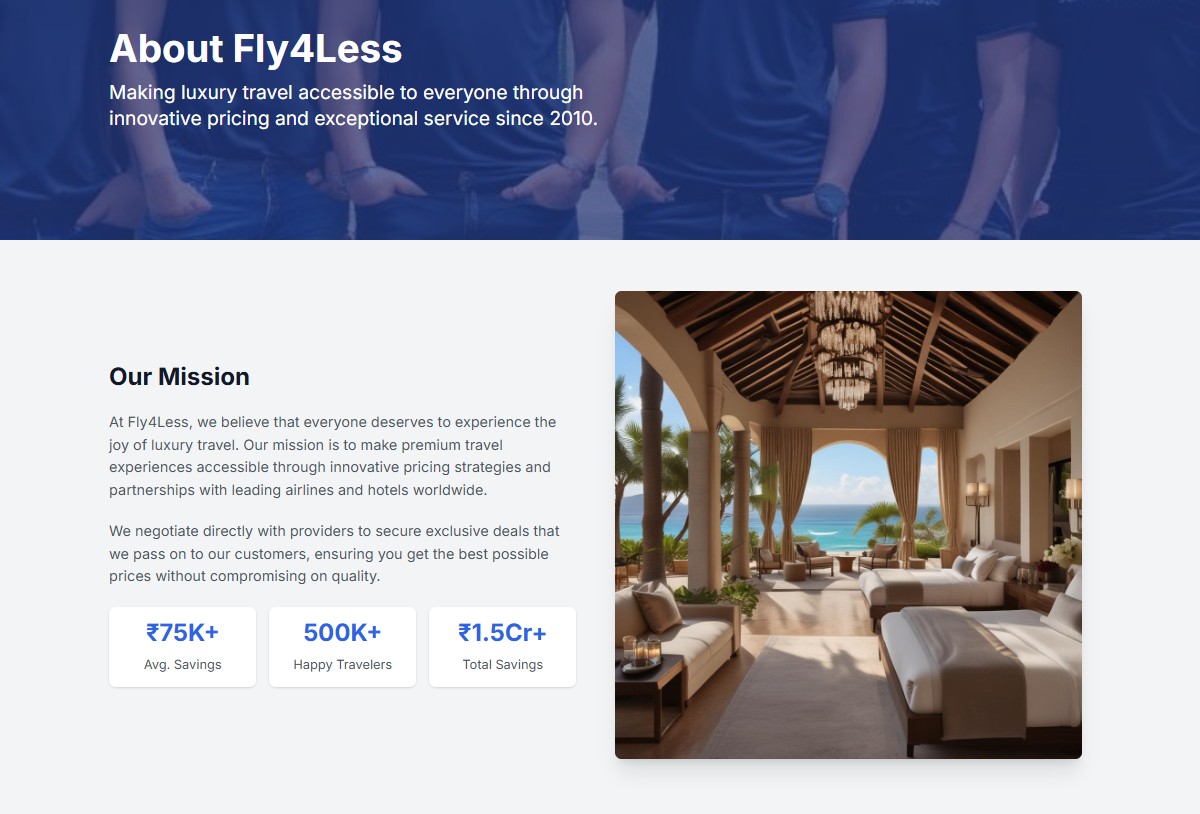 About Fly4Less
Making luxury travel accessible to everyone through
innovative pricing and exceptional service since 2010.
Our Mission
At Fly4Less, we believe that everyone deserves to experience the
joy of luxury travel. Our mission is to make premium travel
experiences accessible through innovative pricing strategies and
partnerships with leading airlines and hotels worldwide.
We negotiate directly with providers to secure exclusive deals that
we pass on to our customers, ensuring you get the best possible
prices without compromising on quality.
₹75K+
Avg. Savings
500K+
Happy Travelers
₹1.5Cr+
Total Savings